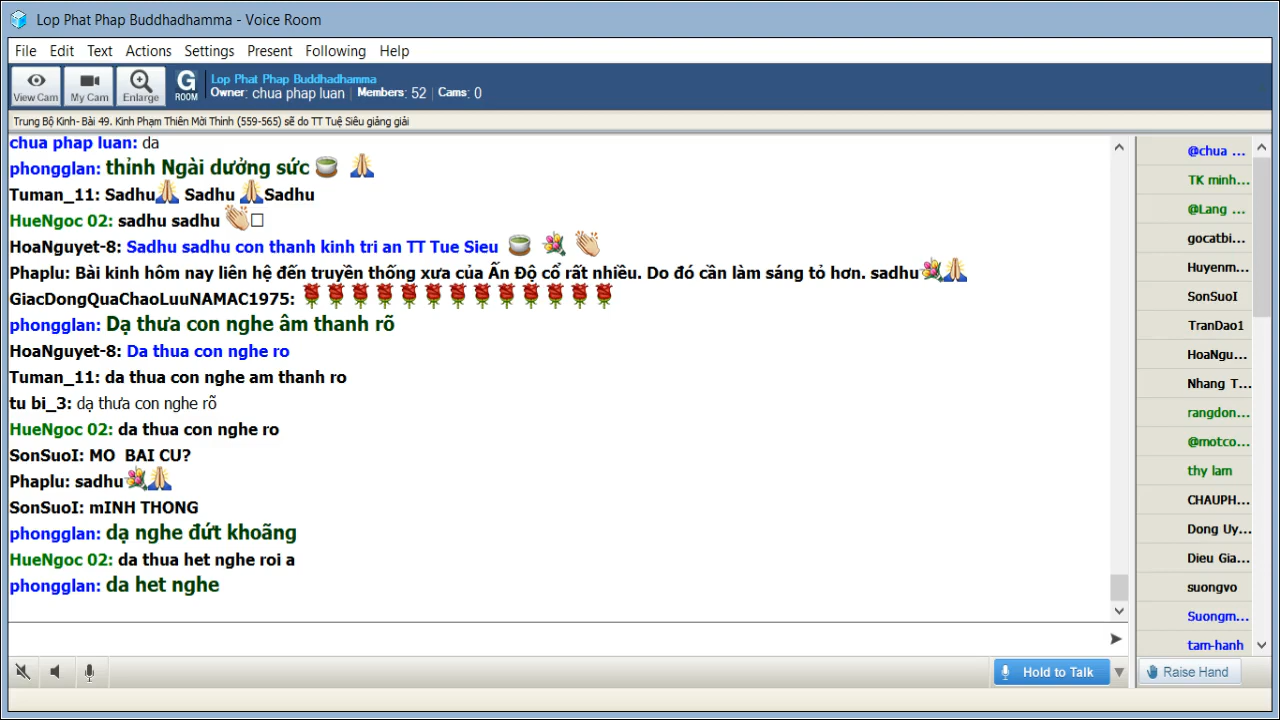 Lop Phat Phap Buddhadhamma - Voice Room
File Edit Text Actions Settings Present Following Help
View Cam My Cam Enlarge G ROOM
Lop Phat Phap Buddhadhamma
Owner: chua phap luan | Members: 52 | Cams: 0
Trung Bộ Kinh- Bài 49. Kinh Phạm Thiên Mời Thỉnh (559-565) sẽ do TT Tuệ Siêu giảng giải
chua phap luan: da
phongglan: thỉnh Ngài dưởng sức
Tuman_11: Sadhu Sadhu Sadhu
HueNgoc 02: sadhu sadhu
HoaNguyet-8: Sadhu sadhu con thanh kinh tri an TT Tue Sieu
Phaplu: Bài kinh hôm nay liên hệ đến truyền thống xưa của Ấn Độ cổ rất nhiều. Do đó cần làm sáng tỏ hơn. sadhu
GiacDongQuaChaoLuuNAMAC1975:
phongglan: Dạ thưa con nghe âm thanh rõ
HoaNguyet-8: Da thua con nghe ro
Tuman_11: da thua con nghe am thanh ro
tu bi_3: dạ thưa con nghe rõ
HueNgoc 02: da thua con nghe ro
SonSuoI: MO BAI CU?
Phaplu: sadhu
SonSuoI: mINH THONG
phongglan: dạ nghe đứt khoãng
HueNgoc 02: da thua het nghe roi a
phongglan: da het nghe
@chua ...
TK minh...
@Lang ...
gocatbi...
Huyenm...
SonSuoI
TranDao1
HoaNgu...
Nhang T...
rangdon...
@motco...
thy lam
CHAUPH...
Dong Uy...
Dieu Gia...
suongvo
Suongm...
tam-hanh
Hold to Talk
Raise Hand